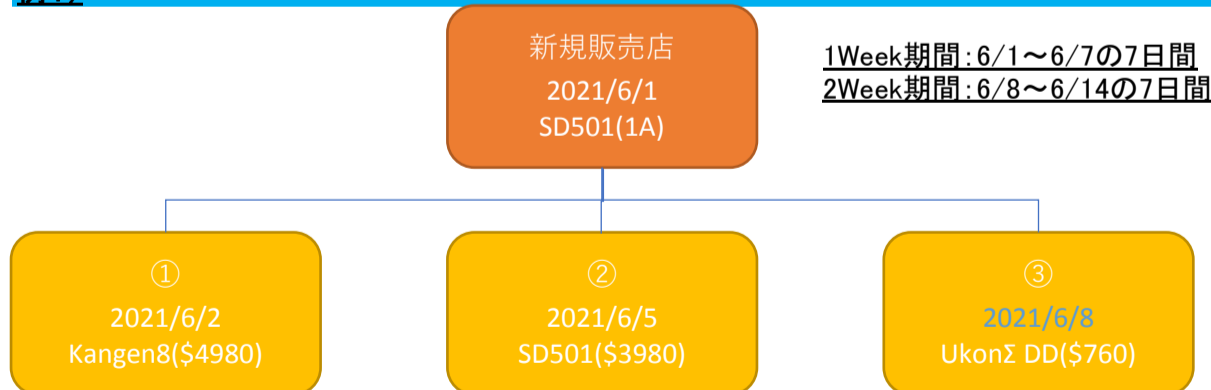 新規販売店
2021/6/1
SD501(1A)
1Week期間:6/1～6/7の7日間
2Week期間:6/8～6/14の7日間
①
2021/6/2
Kangen8($4980)
②
2021/6/5
SD501($3980)
③
2021/6/8
UkonΣ DD($760)